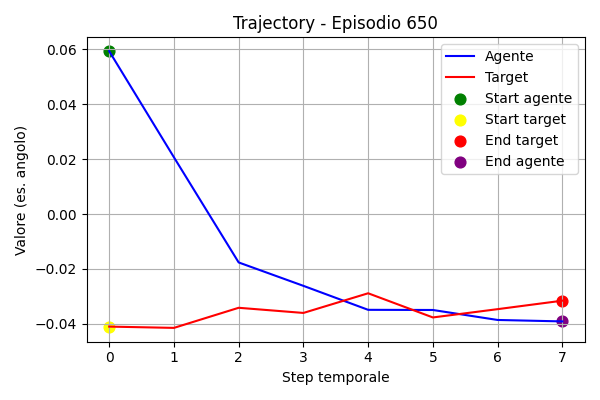 Trajectory - Episodio 650
Valore (es. angolo)
0.06
0.04
0.02
0.00
−0.02
−0.04
0 1 2 3 4 5 6 7
Step temporale
Agente
Target
Start agente
Start target
End target
End agente